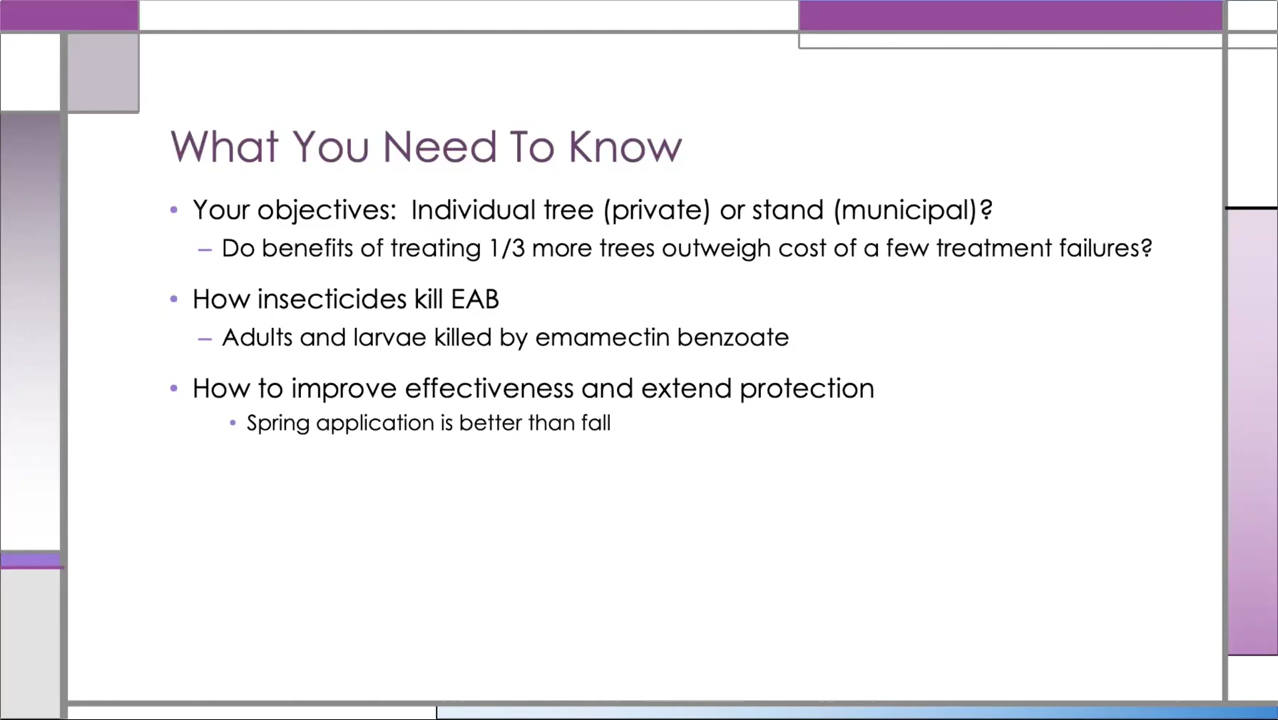 What You Need To Know
• Your objectives:  Individual tree (private) or stand (municipal)?
– Do benefits of treating 1/3 more trees outweigh cost of a few treatment failures?
• How insecticides kill EAB
– Adults and larvae killed by emamectin benzoate
• How to improve effectiveness and extend protection
• Spring application is better than fall